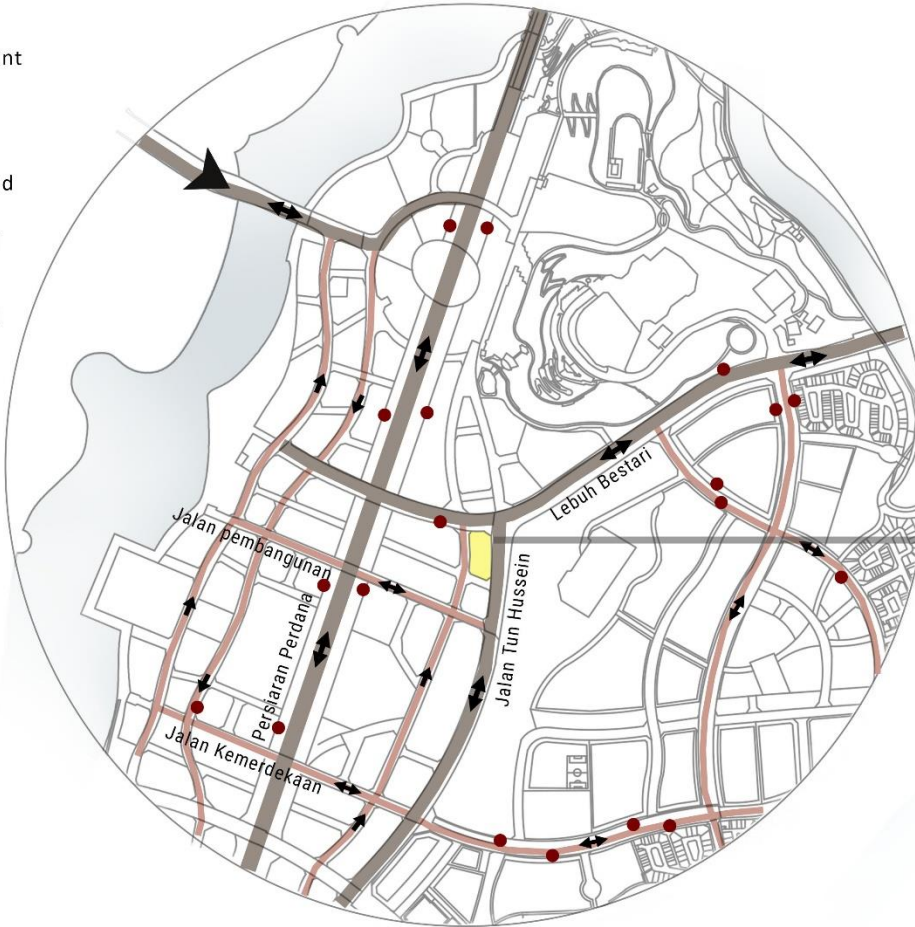 nt
d
Lebuh Bestari
Jalan pembangunan
Jalan Tun Hussein
Persiaran Perdana
Jalan Kemerdekaan